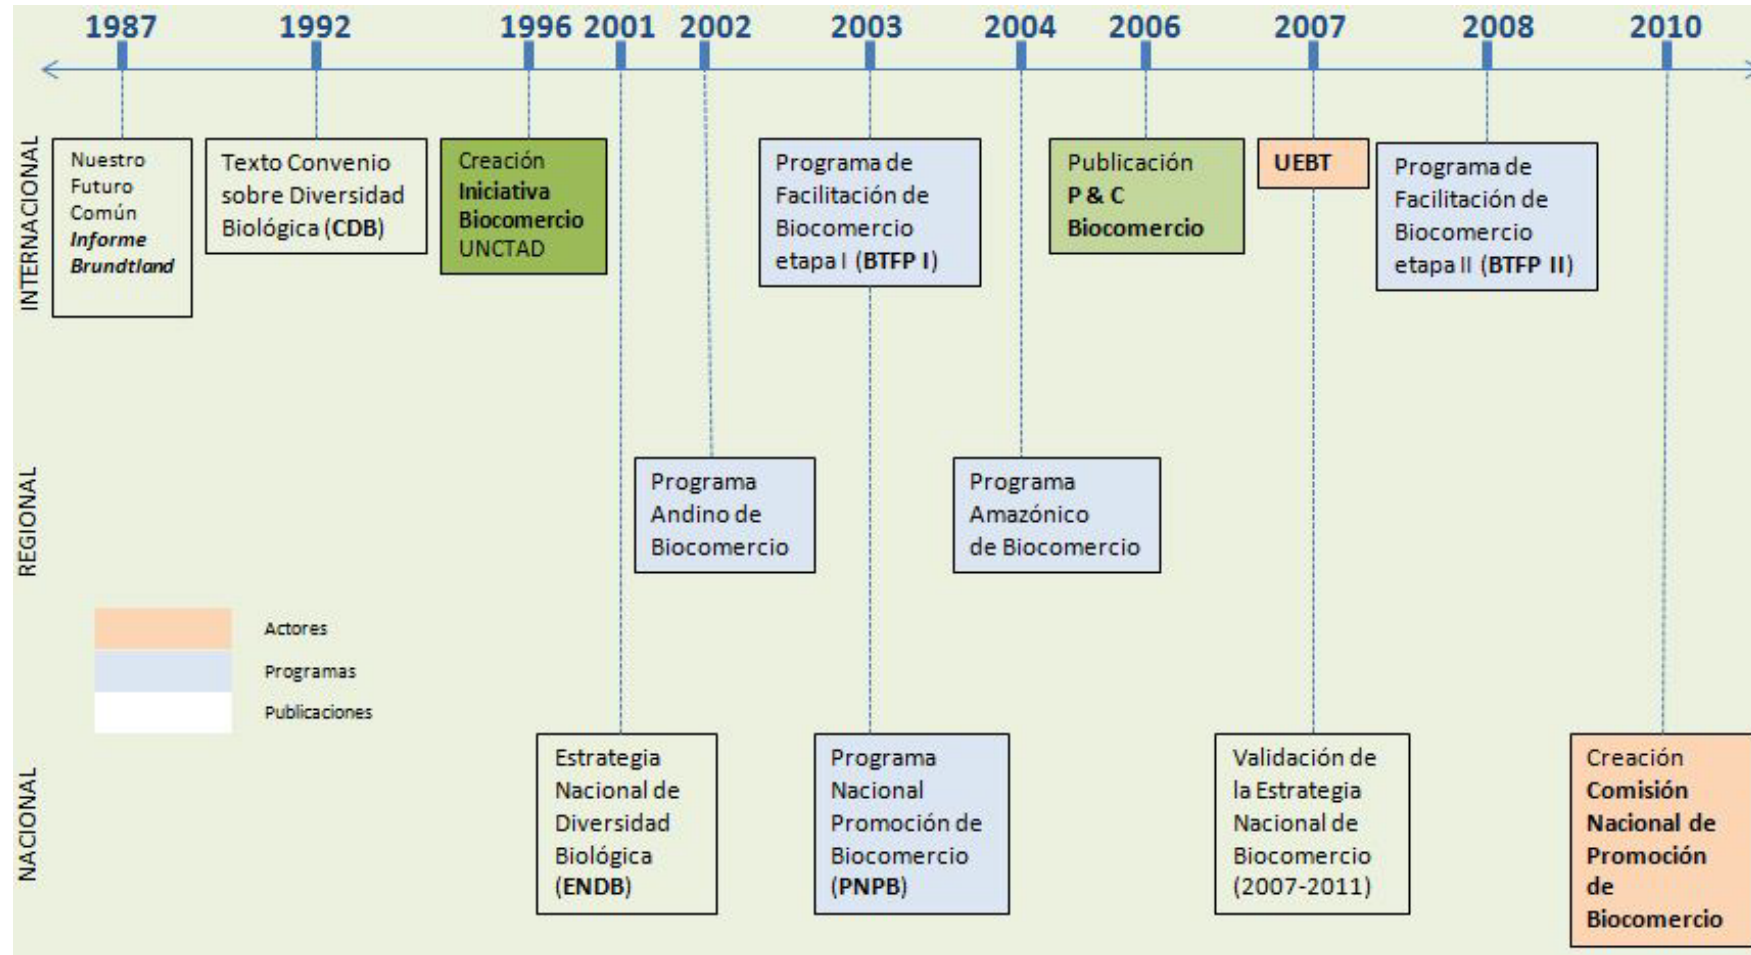 1987 1992 1996 2001 2002 2003 2004 2006 2007 2008 2010
INTERNACIONAL
Nuestro
Futuro
Común
Informe
Brundtland
Texto Convenio
sobre Diversidad
Biológica (CDB)
Creación
Iniciativa
Biocomercio
UNCTAD
Programa de
Facilitación de
Biocomercio
etapa I (BTFP I)
Publicación
P & C
Biocomercio
UEBT
Programa de
Facilitación de
Biocomercio
etapa II (BTFP II)
REGIONAL
Programa
Andino de
Biocomercio
Programa
Amazónico
de Biocomercio
Actores
Programas
Publicaciones
NACIONAL
Estrategia
Nacional de
Diversidad
Biológica
(ENDB)
Programa
Nacional
Promoción de
Biocomercio
(PNPB)
Validación de
la Estrategia
Nacional de
Biocomercio
(2007-2011)
Creación
Comisión
Nacional de
Promoción
de
Biocomercio